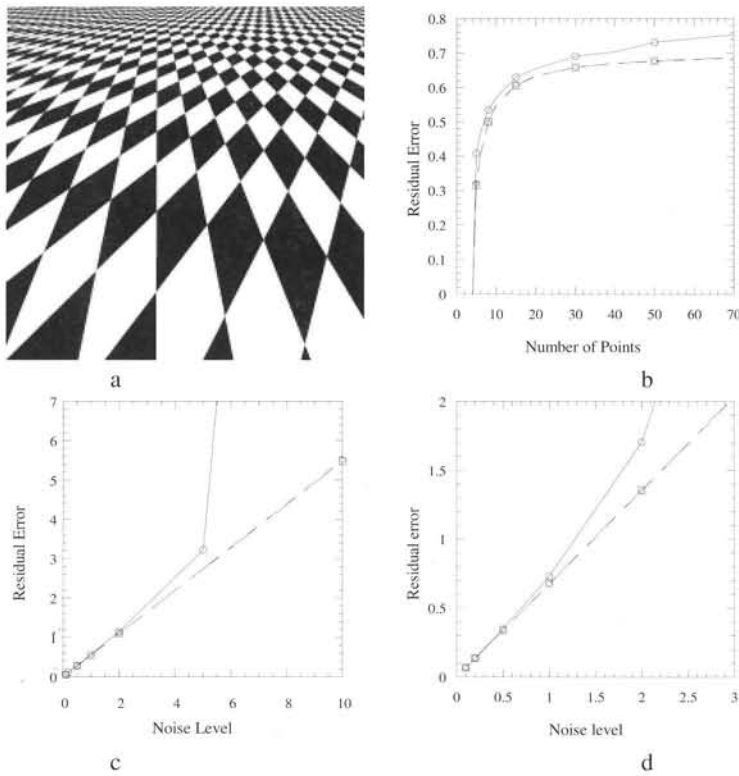 0.8
0.7
0.6
0.5
0.4
0.3
0.2
0.1
0
0 10 20 30 40 50 60 70
Residual Error
Number of Points
a
b
7
6
5
4
3
2
1
0
0 2 4 6 8 10
Residual Error
Noise Level
c
2
1.5
1
0.5
0
0 0.5 1 1.5 2 2.5 3
Residual error
Noise level
d